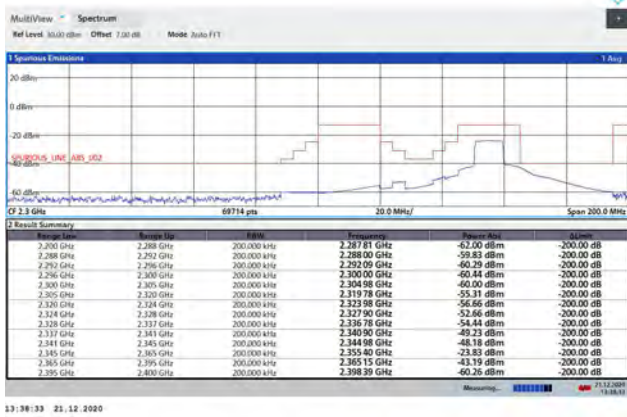 MultiView Spectrum
Ref Level 30.00 dBm Offset 7.00 dB Mode Auto FFT
1 Spurious Emissions 1 Avg
20 dBm
0 dBm
-20 dBm
SPURIOUS_LINE_ABS_U02
-40 dBm
-60 dBm
CF 2.3 GHz 69714 pts 20.0 MHz/ Span 200.0 MHz
2 Result Summary
Range Low Range Up RBW Frequency Power Abs ΔLimit
2.200 GHz 2.288 GHz 200.000 kHz 2.287 81 GHz -62.00 dBm -200.00 dB
2.288 GHz 2.292 GHz 200.000 kHz 2.288 00 GHz -59.83 dBm -200.00 dB
2.292 GHz 2.296 GHz 200.000 kHz 2.292 09 GHz -60.29 dBm -200.00 dB
2.296 GHz 2.300 GHz 200.000 kHz 2.300 00 GHz -60.44 dBm -200.00 dB
2.300 GHz 2.305 GHz 200.000 kHz 2.304 98 GHz -60.00 dBm -200.00 dB
2.305 GHz 2.320 GHz 200.000 kHz 2.319 78 GHz -55.31 dBm -200.00 dB
2.320 GHz 2.324 GHz 200.000 kHz 2.323 98 GHz -56.66 dBm -200.00 dB
2.324 GHz 2.328 GHz 200.000 kHz 2.327 90 GHz -52.66 dBm -200.00 dB
2.328 GHz 2.337 GHz 200.000 kHz 2.336 78 GHz -54.44 dBm -200.00 dB
2.337 GHz 2.341 GHz 200.000 kHz 2.340 90 GHz -49.23 dBm -200.00 dB
2.341 GHz 2.345 GHz 200.000 kHz 2.344 98 GHz -48.18 dBm -200.00 dB
2.345 GHz 2.365 GHz 200.000 kHz 2.355 40 GHz -23.83 dBm -200.00 dB
2.365 GHz 2.395 GHz 200.000 kHz 2.365 15 GHz -43.19 dBm -200.00 dB
2.395 GHz 2.400 GHz 200.000 kHz 2.398 39 GHz -60.26 dBm -200.00 dB
Measuring... 21.12.2020
13:38:33
13:38:33 21.12.2020